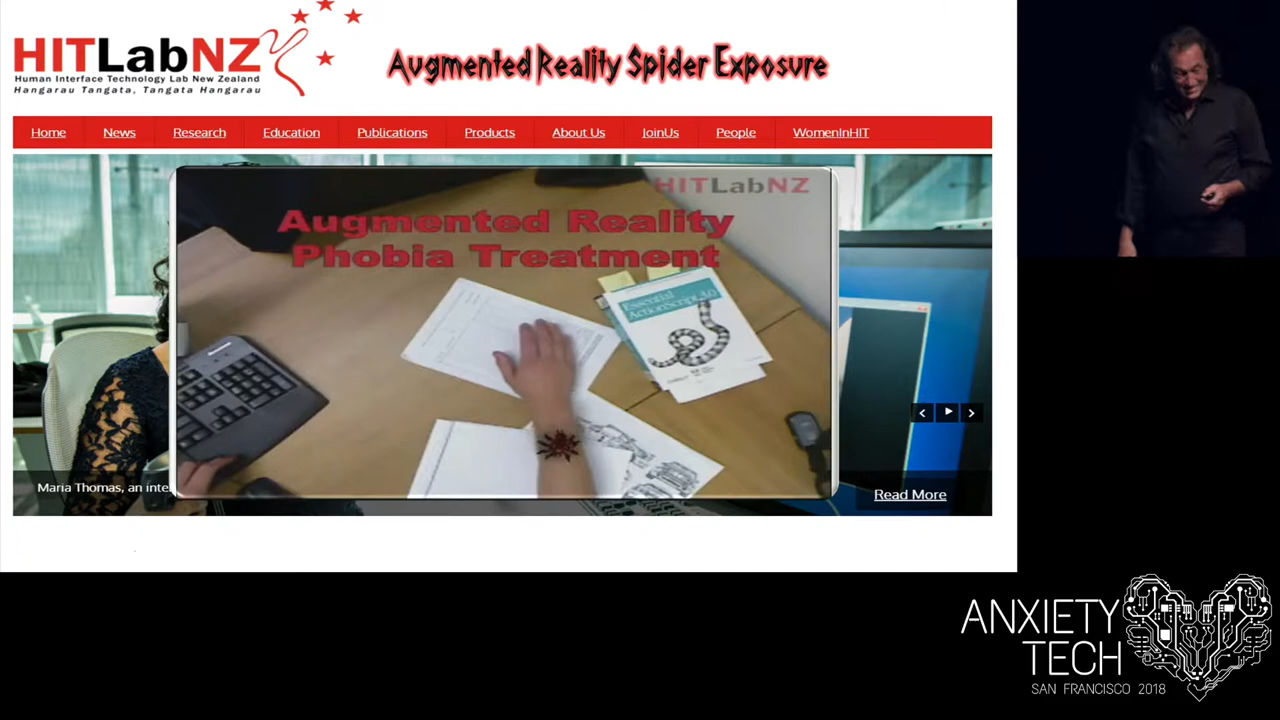 HITLabNZ
Human Interface Technology Lab New Zealand
Hangarau Tangata, Tangata Hangarau
Augmented Reality Spider Exposure
Home News Research Education Publications Products About Us JoinUs People WomenInHIT
HITLabNZ
Augmented Reality
Phobia Treatment
Essential
ActionScript 3.0
Maria Thomas, an inte
Read More
ANXIETY
TECH
SAN FRANCISCO 2018